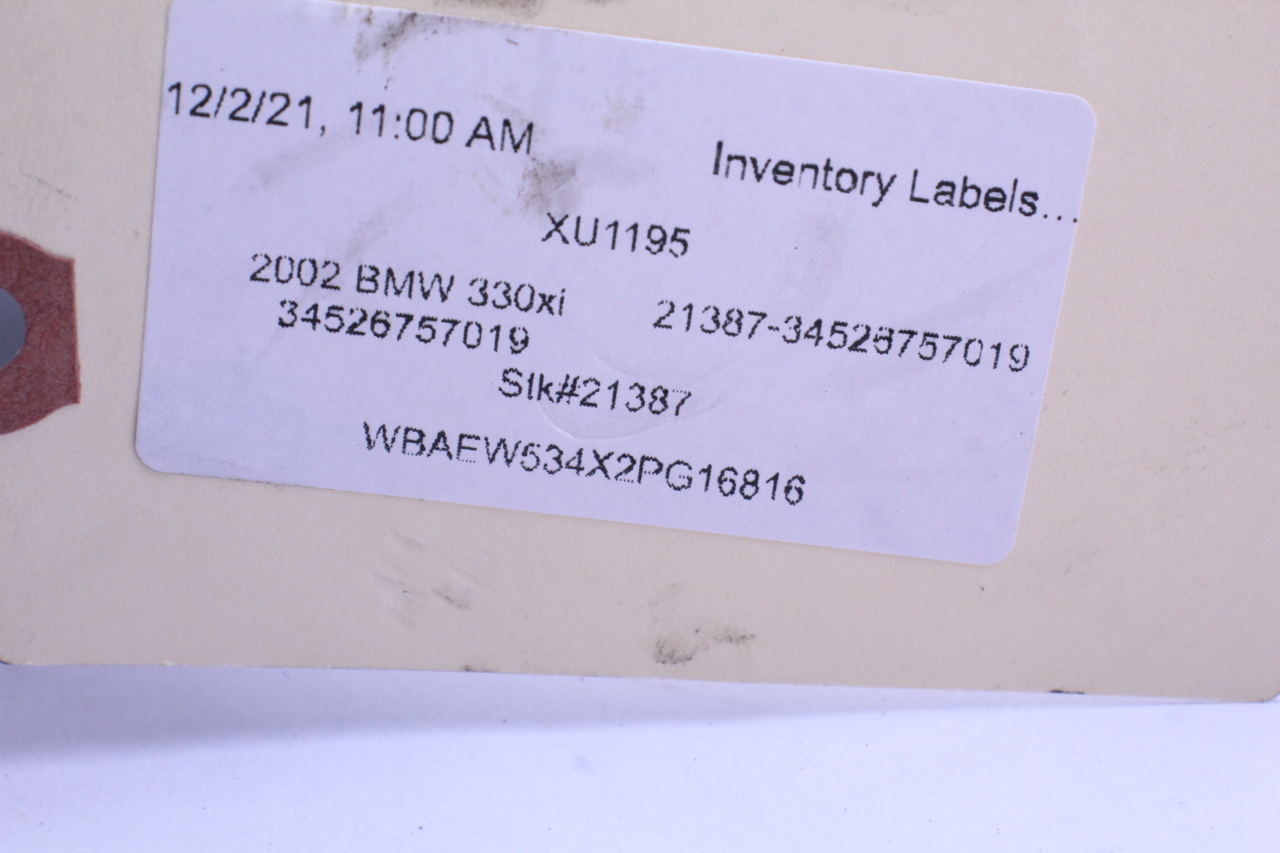 12/2/21, 11:00 AM
Inventory Labels...
XU1195
2002 BMW 330xi
34526757019
21387-34526757019
Stk#21387
WBAEW534X2PG16816